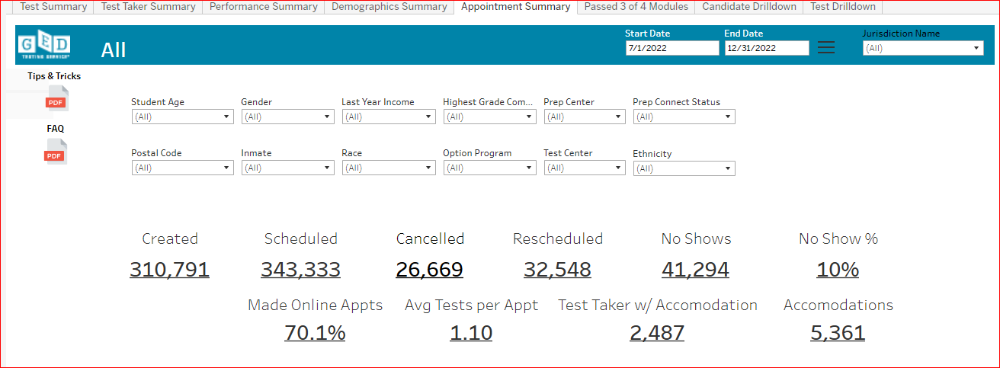 Test Summary Test Taker Summary Performance Summary Demographics Summary Appointment Summary Passed 3 of 4 Modules Candidate Drilldown Test Drilldown
GED
TESTING SERVICE
All
Start Date End Date Jurisdiction Name
7/1/2022 12/31/2022 (All)
Tips & Tricks
PDF
FAQ
PDF
Student Age Gender Last Year Income Highest Grade Com... Prep Center Prep Connect Status
(All) (All) (All) (All) (All) (All)
Postal Code Inmate Race Option Program Test Center Ethnicity
(All) (All) (All) (All) (All) (All)
Created Scheduled Cancelled Rescheduled No Shows No Show %
310,791 343,333 26,669 32,548 41,294 10%
Made Online Appts Avg Tests per Appt Test Taker w/ Accomodation Accomodations
70.1% 1.10 2,487 5,361